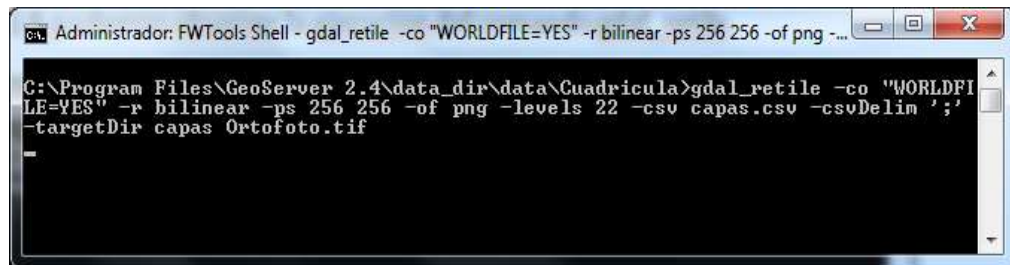 Administrador: FWTools Shell - gdal_retile -co "WORLDFILE=YES" -r bilinear -ps 256 256 -of png -...
C:\Program Files\GeoServer 2.4\data_dir\data\Cuadricula>gdal_retile -co "WORLDFI
LE=YES" -r bilinear -ps 256 256 -of png -levels 22 -csv capas.csv -csvDelim ';'
-targetDir capas Ortofoto.tif